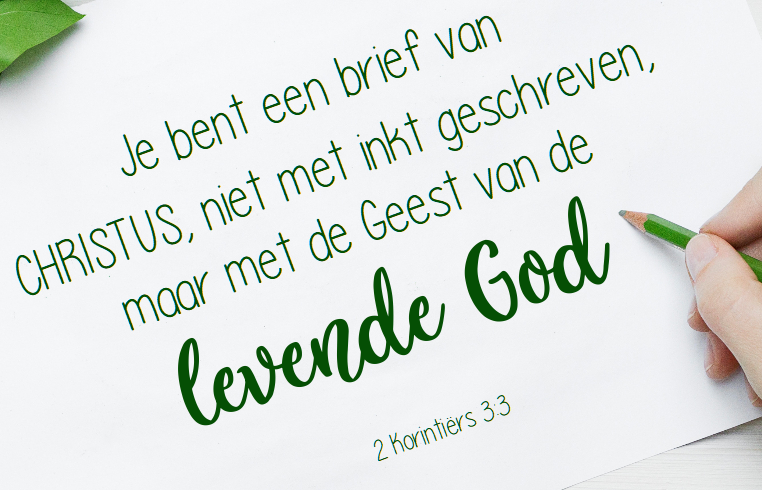 Je bent een brief van
CHRISTUS, niet met inkt geschreven,
maar met de Geest van de
levende God
2 Korintiërs 3:3